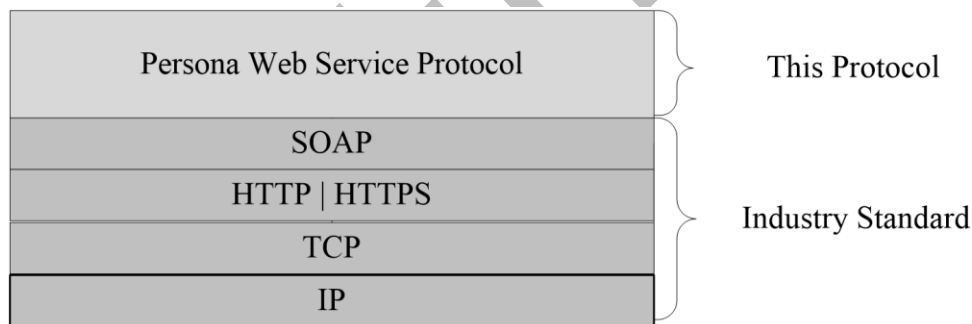 Persona Web Service Protocol
This Protocol
SOAP
HTTP | HTTPS
Industry Standard
TCP
IP